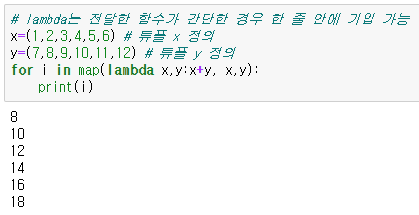 # lambda는 전달한 함수가 간단한 경우 한 줄 안에 기입 가능
x=(1,2,3,4,5,6) # 튜플 x 정의
y=(7,8,9,10,11,12) # 튜플 y 정의
for i in map(lambda x,y:x+y, x,y):
    print(i)
8
10
12
14
16
18